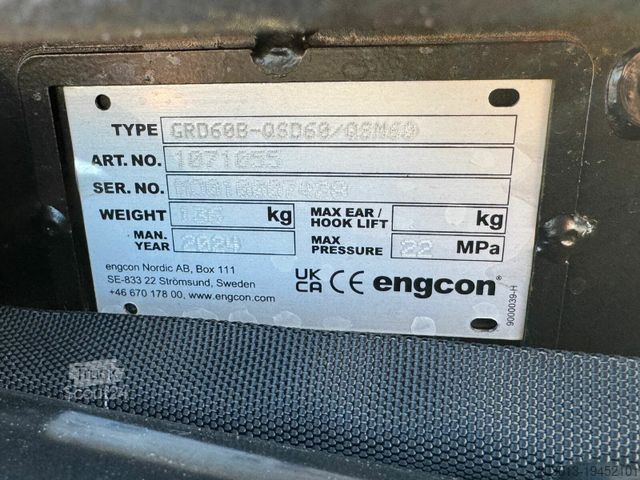 TYPE GRD60B-QSD60/QSM60
ART. NO. 1071055
SER. NO.
WEIGHT kg MAX EAR / HOOK LIFT kg
MAN. YEAR 2024 MAX PRESSURE 22 MPa
engcon Nordic AB, Box 111
SE-833 22 Strömsund, Sweden
+46 670 178 00, www.engcon.com
UK CA CE engcon®
9000039-H
TRUCK
SCOUT24